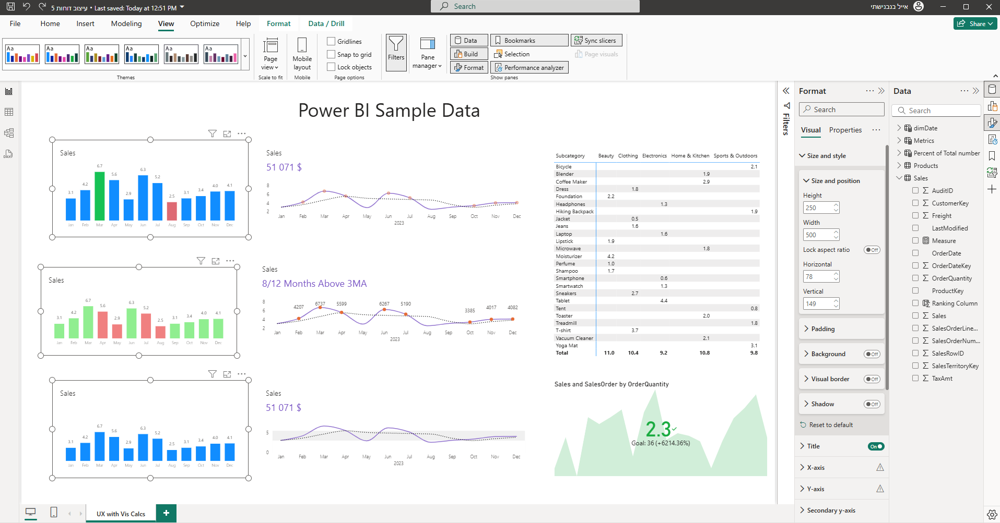 עיצוב דוחות 5 • Last saved: Today at 12:51 PM
Search
אייל בנבנישתי
File Home Insert Modeling View Optimize Help Format Data / Drill
Share
Aa Aa Aa Aa Aa Aa
Themes
Page view
Scale to fit
Mobile layout
Mobile
Gridlines
Snap to grid
Lock objects
Page options
Filters
Pane manager
Data
Build
Format
Bookmarks
Selection
Performance analyzer
Sync slicers
Page visuals
Show panes
DAX
Power BI Sample Data
Sales
3.1 4.2 6.7 5.6 2.9 6.3 5.2 2.5 3.1 3.4 4.0 4.1
Jan Feb Mar Apr May Jun Jul Aug Sep Oct Nov Dec
Sales
51 071 $
8
6
4
2
Jan Feb Mar Apr May Jun Jul Aug Sep Oct Nov Dec
2023
Sales
3.1 4.2 6.7 5.6 2.9 6.3 5.2 2.5 3.1 3.4 4.0 4.1
Jan Feb Mar Apr May Jun Jul Aug Sep Oct Nov Dec
Sales
8/12 Months Above 3MA
8
6
4
2
4207 6737 5599 6267 5190 3385 4017 4082
Jan Feb Mar Apr May Jun Jul Aug Sep Oct Nov Dec
2023
Sales
3.1 4.2 6.7 5.6 2.9 6.3 5.2 2.5 3.1 3.4 4.0 4.1
Jan Feb Mar Apr May Jun Jul Aug Sep Oct Nov Dec
Sales
51 071 $
5
0
Jan Feb Mar Apr May Jun Jul Aug Sep Oct Nov Dec
2023
Subcategory Beauty Clothing Electronics Home & Kitchen Sports & Outdoors
Bicycle 2.1
Blender 1.9
Coffee Maker 2.9
Dress 1.8
Foundation 2.2
Headphones 1.3
Hiking Backpack 1.9
Jacket 0.5
Jeans 1.6
Laptop 1.6
Lipstick 1.9
Microwave 1.8
Moisturizer 4.2
Perfume 1.0
Shampoo 1.7
Smartphone 0.6
Smartwatch 1.3
Sneakers 2.7
Tablet 4.4
Tent 0.8
Toaster 2.0
Treadmill 1.8
T-shirt 3.7
Vacuum Cleaner 2.1
Yoga Mat 3.1
Total 11.0 10.4 9.2 10.8 9.8
Sales and SalesOrder by OrderQuantity
2.3
Goal: 36 (+6214.36%)
Filters
Format
Search
Visual Properties
Size and style
Size and position
Height
250
Width
500
Lock aspect ratio Off
Horizontal
78
Vertical
149
Padding
Background Off
Visual border Off
Shadow Off
Reset to default
Title On
X-axis
Y-axis
Secondary y-axis
Data
Search
dimDate
Metrics
Percent of Total number
Products
Sales
AuditID
CustomerKey
Freight
LastModified
Measure
OrderDate
OrderDateKey
OrderQuantity
ProductKey
Ranking Column
Sales
SalesOrderLine...
SalesOrderNum...
SalesRowID
SalesTerritoryKey
TaxAmt
UX with Vis Calcs